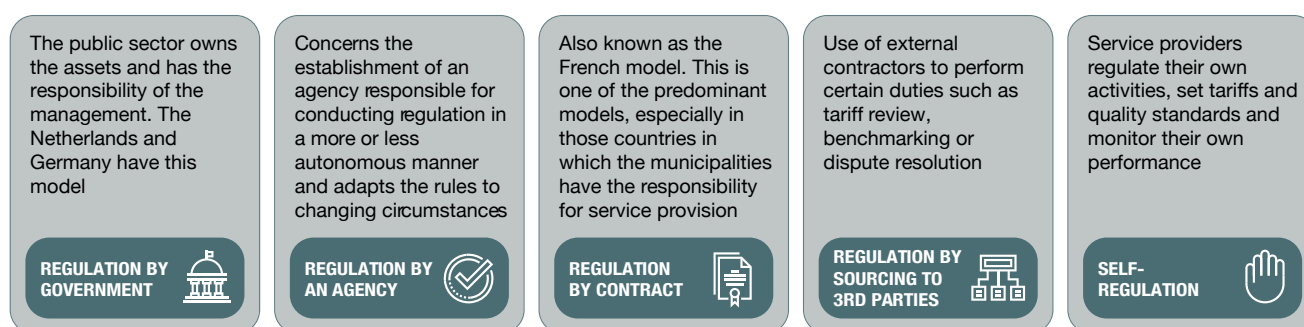 The public sector owns
the assets and has the
responsibility of the
management. The
Netherlands and
Germany have this
model
REGULATION BY
GOVERNMENT
Concerns the
establishment of an
agency responsible for
conducting regulation in
a more or less
autonomous manner
and adapts the rules to
changing circumstances
REGULATION BY
AN AGENCY
Also known as the
French model. This is
one of the predominant
models, especially in
those countries in
which the municipalities
have the responsibility
for service provision
REGULATION
BY CONTRACT
Use of external
contractors to perform
certain duties such as
tariff review,
benchmarking or
dispute resolution
REGULATION BY
SOURCING TO
3RD PARTIES
Service providers
regulate their own
activities, set tariffs and
quality standards and
monitor their own
performance
SELF-
REGULATION